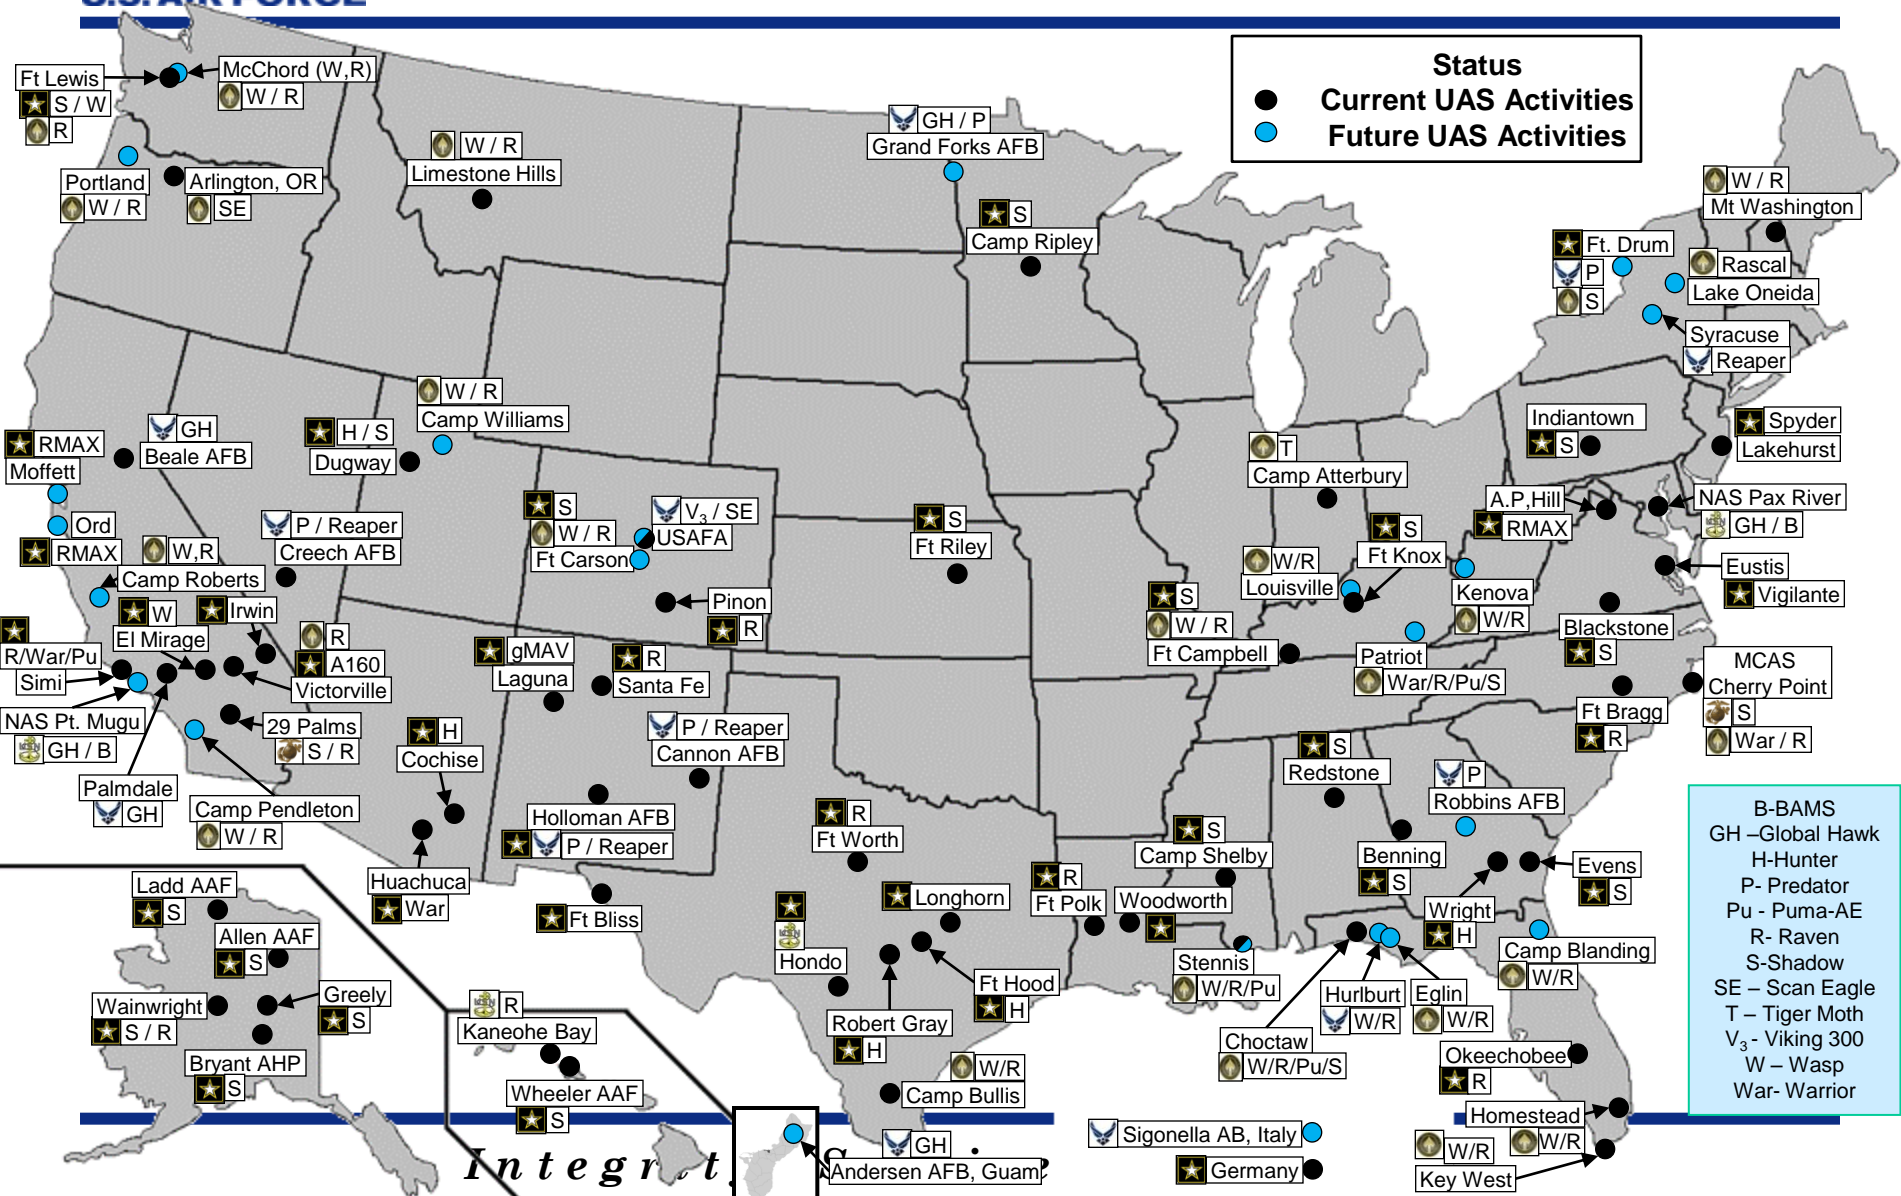 U.S. AIR FORCE
Status
Current UAS Activities
Future UAS Activities
Ft Lewis
S / W
R
McChord (W,R)
W / R
Portland
W / R
Arlington, OR
SE
W / R
Limestone Hills
GH / P
Grand Forks AFB
S
Camp Ripley
W / R
Mt Washington
Ft. Drum
P
S
Rascal
Lake Oneida
Syracuse
Reaper
RMAX
Moffett
GH
Beale AFB
H / S
Dugway
W / R
Camp Williams
Ord
RMAX
W,R
Camp Roberts
P / Reaper
Creech AFB
S
W / R
Ft Carson
V3 / SE
USAFA
S
Ft Riley
T
Camp Atterbury
Indiantown
S
Spyder
Lakehurst
A.P,Hill
RMAX
NAS Pax River
GH / B
S
Ft Knox
W/R
Louisville
Kenova
W/R
Eustis
Vigilante
Pinon
R
W
El Mirage
Irwin
R
A160
Victorville
R/War/Pu
Simi
NAS Pt. Mugu
GH / B
Palmdale
GH
29 Palms
S / R
Camp Pendleton
W / R
gMAV
Laguna
R
Santa Fe
S
W / R
Ft Campbell
Patriot
War/R/Pu/S
Blackstone
S
MCAS
Cherry Point
S
War / R
Ft Bragg
R
H
Cochise
Huachuca
War
P / Reaper
Cannon AFB
Holloman AFB
P / Reaper
Ft Bliss
R
Ft Worth
Longhorn
Hondo
Robert Gray
H
Ft Hood
H
W/R
Camp Bullis
R
Ft Polk
Woodworth
S
Camp Shelby
Stennis
W/R/Pu
S
Redstone
P
Robbins AFB
Benning
S
Evens
S
Wright
H
Camp Blanding
W/R
Choctaw
W/R/Pu/S
Hurlburt
W/R
Eglin
W/R
Okeechobee
R
Homestead
W/R
W/R
Key West
B-BAMS
GH –Global Hawk
H-Hunter
P- Predator
Pu - Puma-AE
R- Raven
S-Shadow
SE – Scan Eagle
T – Tiger Moth
V3 - Viking 300
W – Wasp
War- Warrior
Ladd AAF
S
Allen AAF
S
Wainwright
S / R
Greely
S
Bryant AHP
S
R
Kaneohe Bay
Wheeler AAF
S
GH
Andersen AFB, Guam
Sigonella AB, Italy
Germany